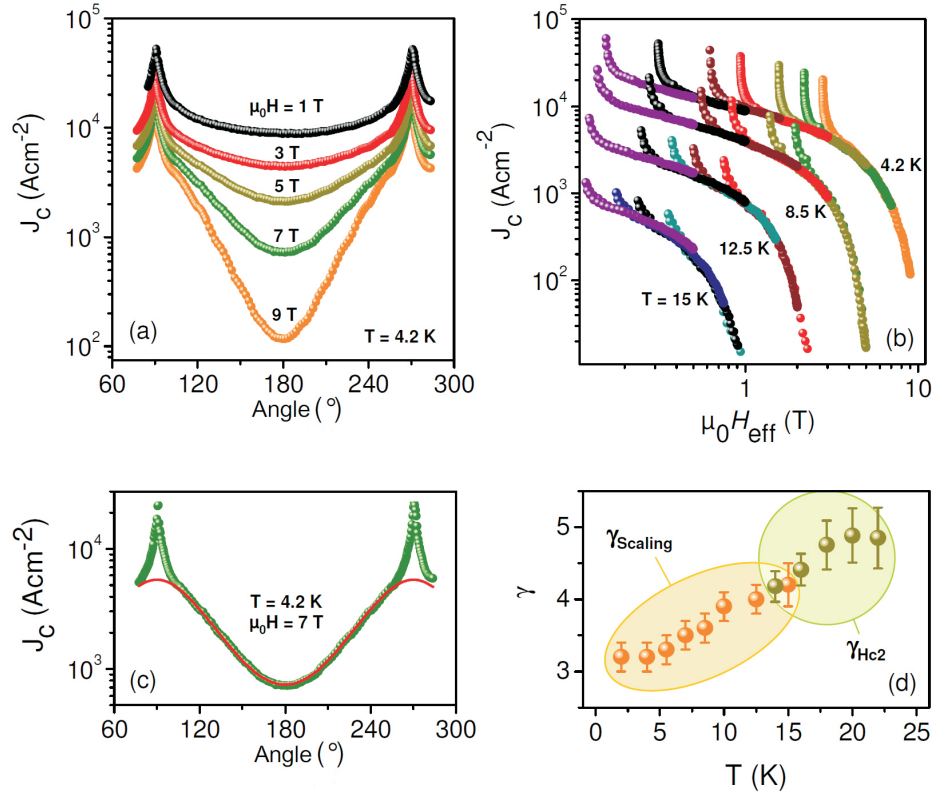 (a)
J_C (Acm^-2)
10^5
10^4
10^3
10^2
μ₀H = 1 T
3 T
5 T
7 T
9 T
T = 4.2 K
60 120 180 240 300
Angle (°)
(b)
J_C (Acm^-2)
10^5
10^4
10^3
10^2
4.2 K
8.5 K
12.5 K
T = 15 K
1 10
μ₀H_eff (T)
(c)
J_C (Acm^-2)
10^4
10^3
T = 4.2 K
μ₀H = 7 T
60 120 180 240 300
Angle (°)
(d)
γ
5
4
3
γ_Scaling
γ_Hc2
0 5 10 15 20 25
T (K)